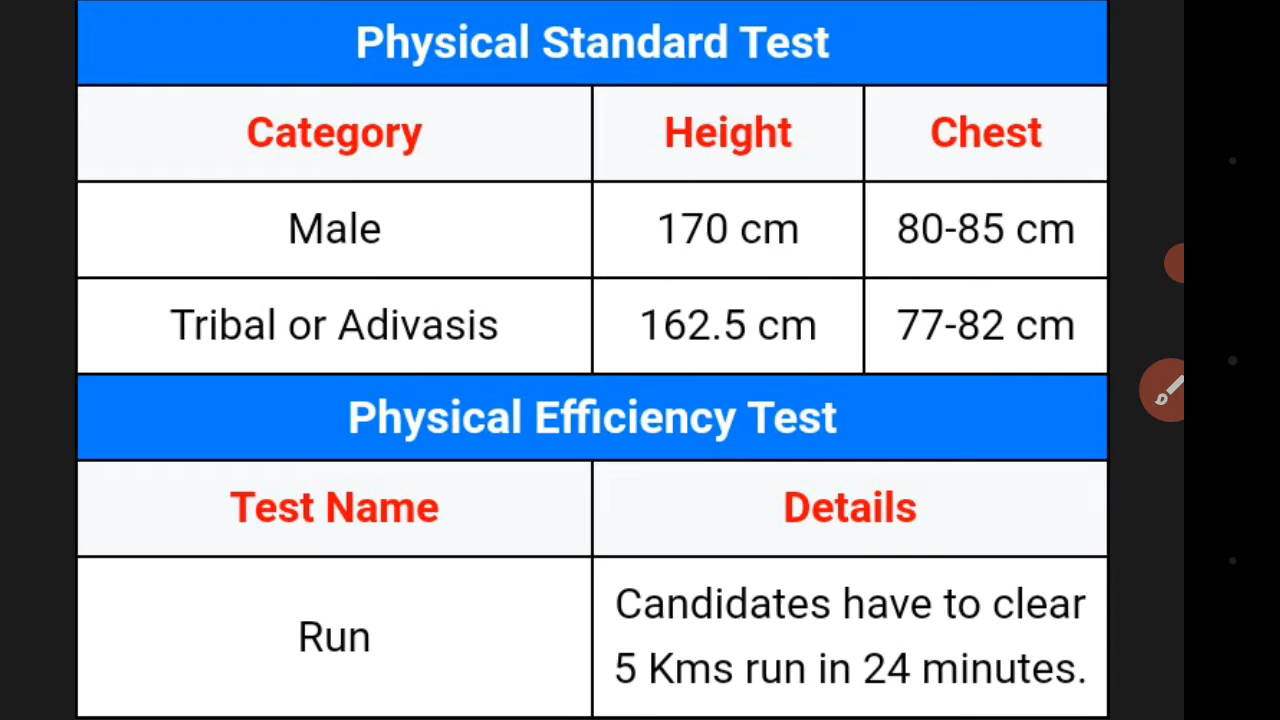 Physical Standard Test
Category Height Chest
Male 170 cm 80-85 cm
Tribal or Adivasis 162.5 cm 77-82 cm
Physical Efficiency Test
Test Name Details
Run Candidates have to clear
5 Kms run in 24 minutes.